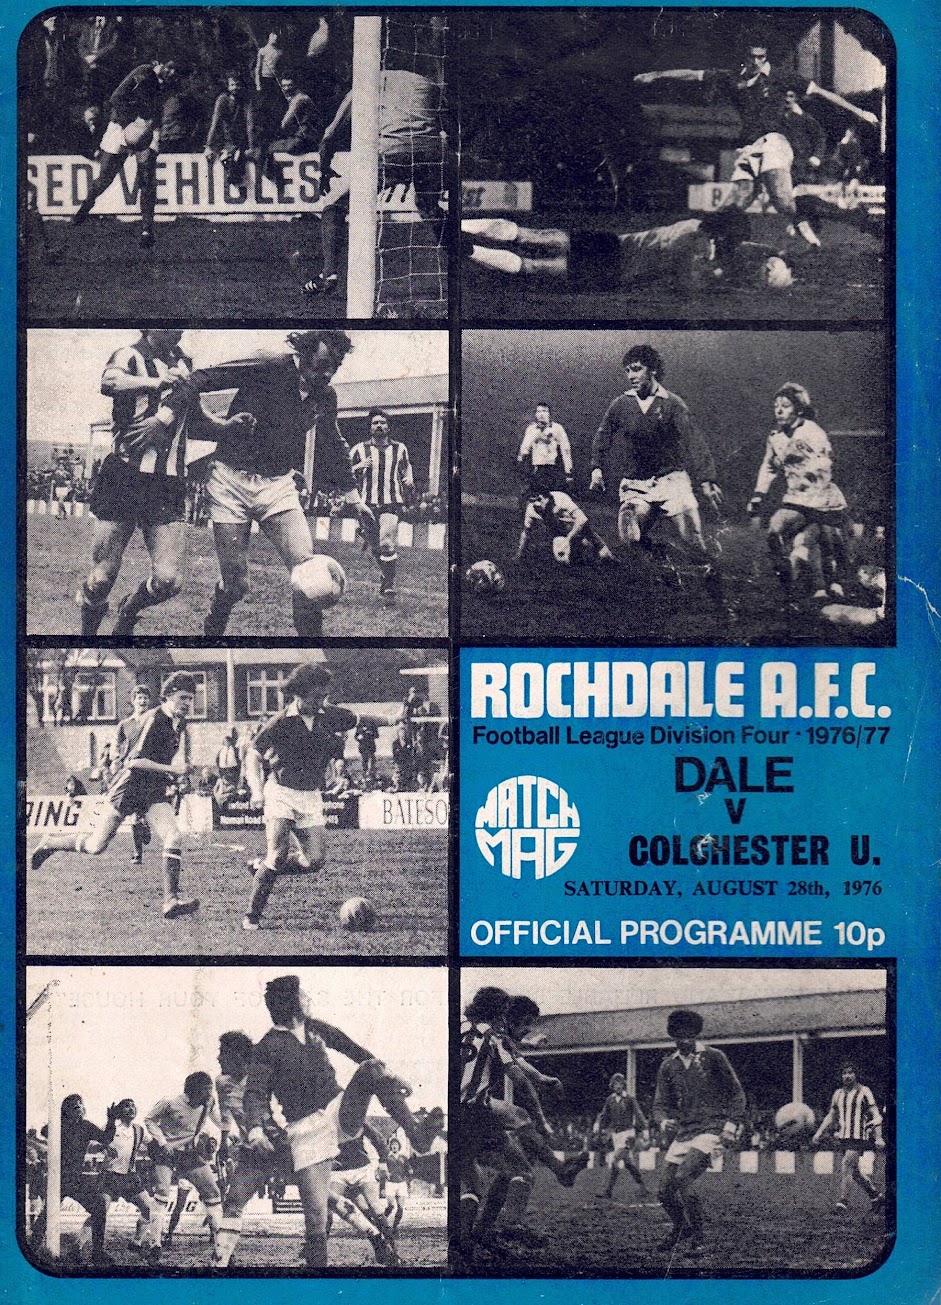 SED VEHICLES
ROCHDALE A.F.C.
Football League Division Four · 1976/77
DALE
V
COLCHESTER U.
MATCH
MAG
SATURDAY, AUGUST 28th, 1976
OFFICIAL PROGRAMME 10p
ING
BATESO